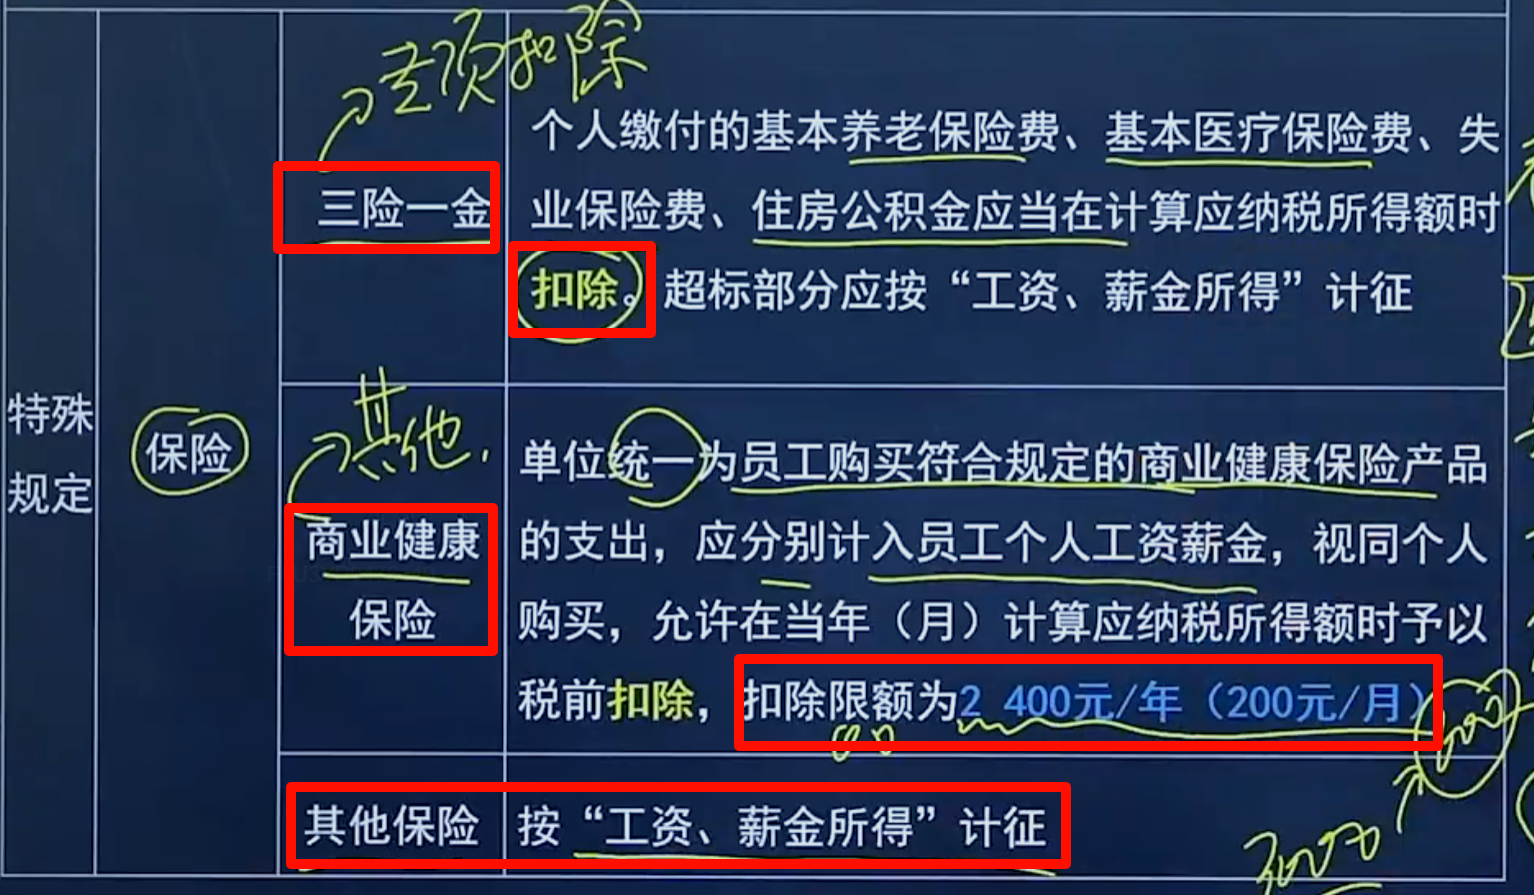 专项扣除
个人缴付的基本养老保险费、基本医疗保险费、失
三险一金
业保险费、住房公积金应当在计算应纳税所得额时
扣除。超标部分应按“工资、薪金所得”计征
特殊
规定
保险
其他.
单位统一为员工购买符合规定的商业健康保险产品
商业健康
保险
的支出，应分别计入员工个人工资薪金，视同个人
购买，允许在当年（月）计算应纳税所得额时予以
税前扣除，扣除限额为2 400元/年（200元/月）
其他保险
按“工资、薪金所得”计征